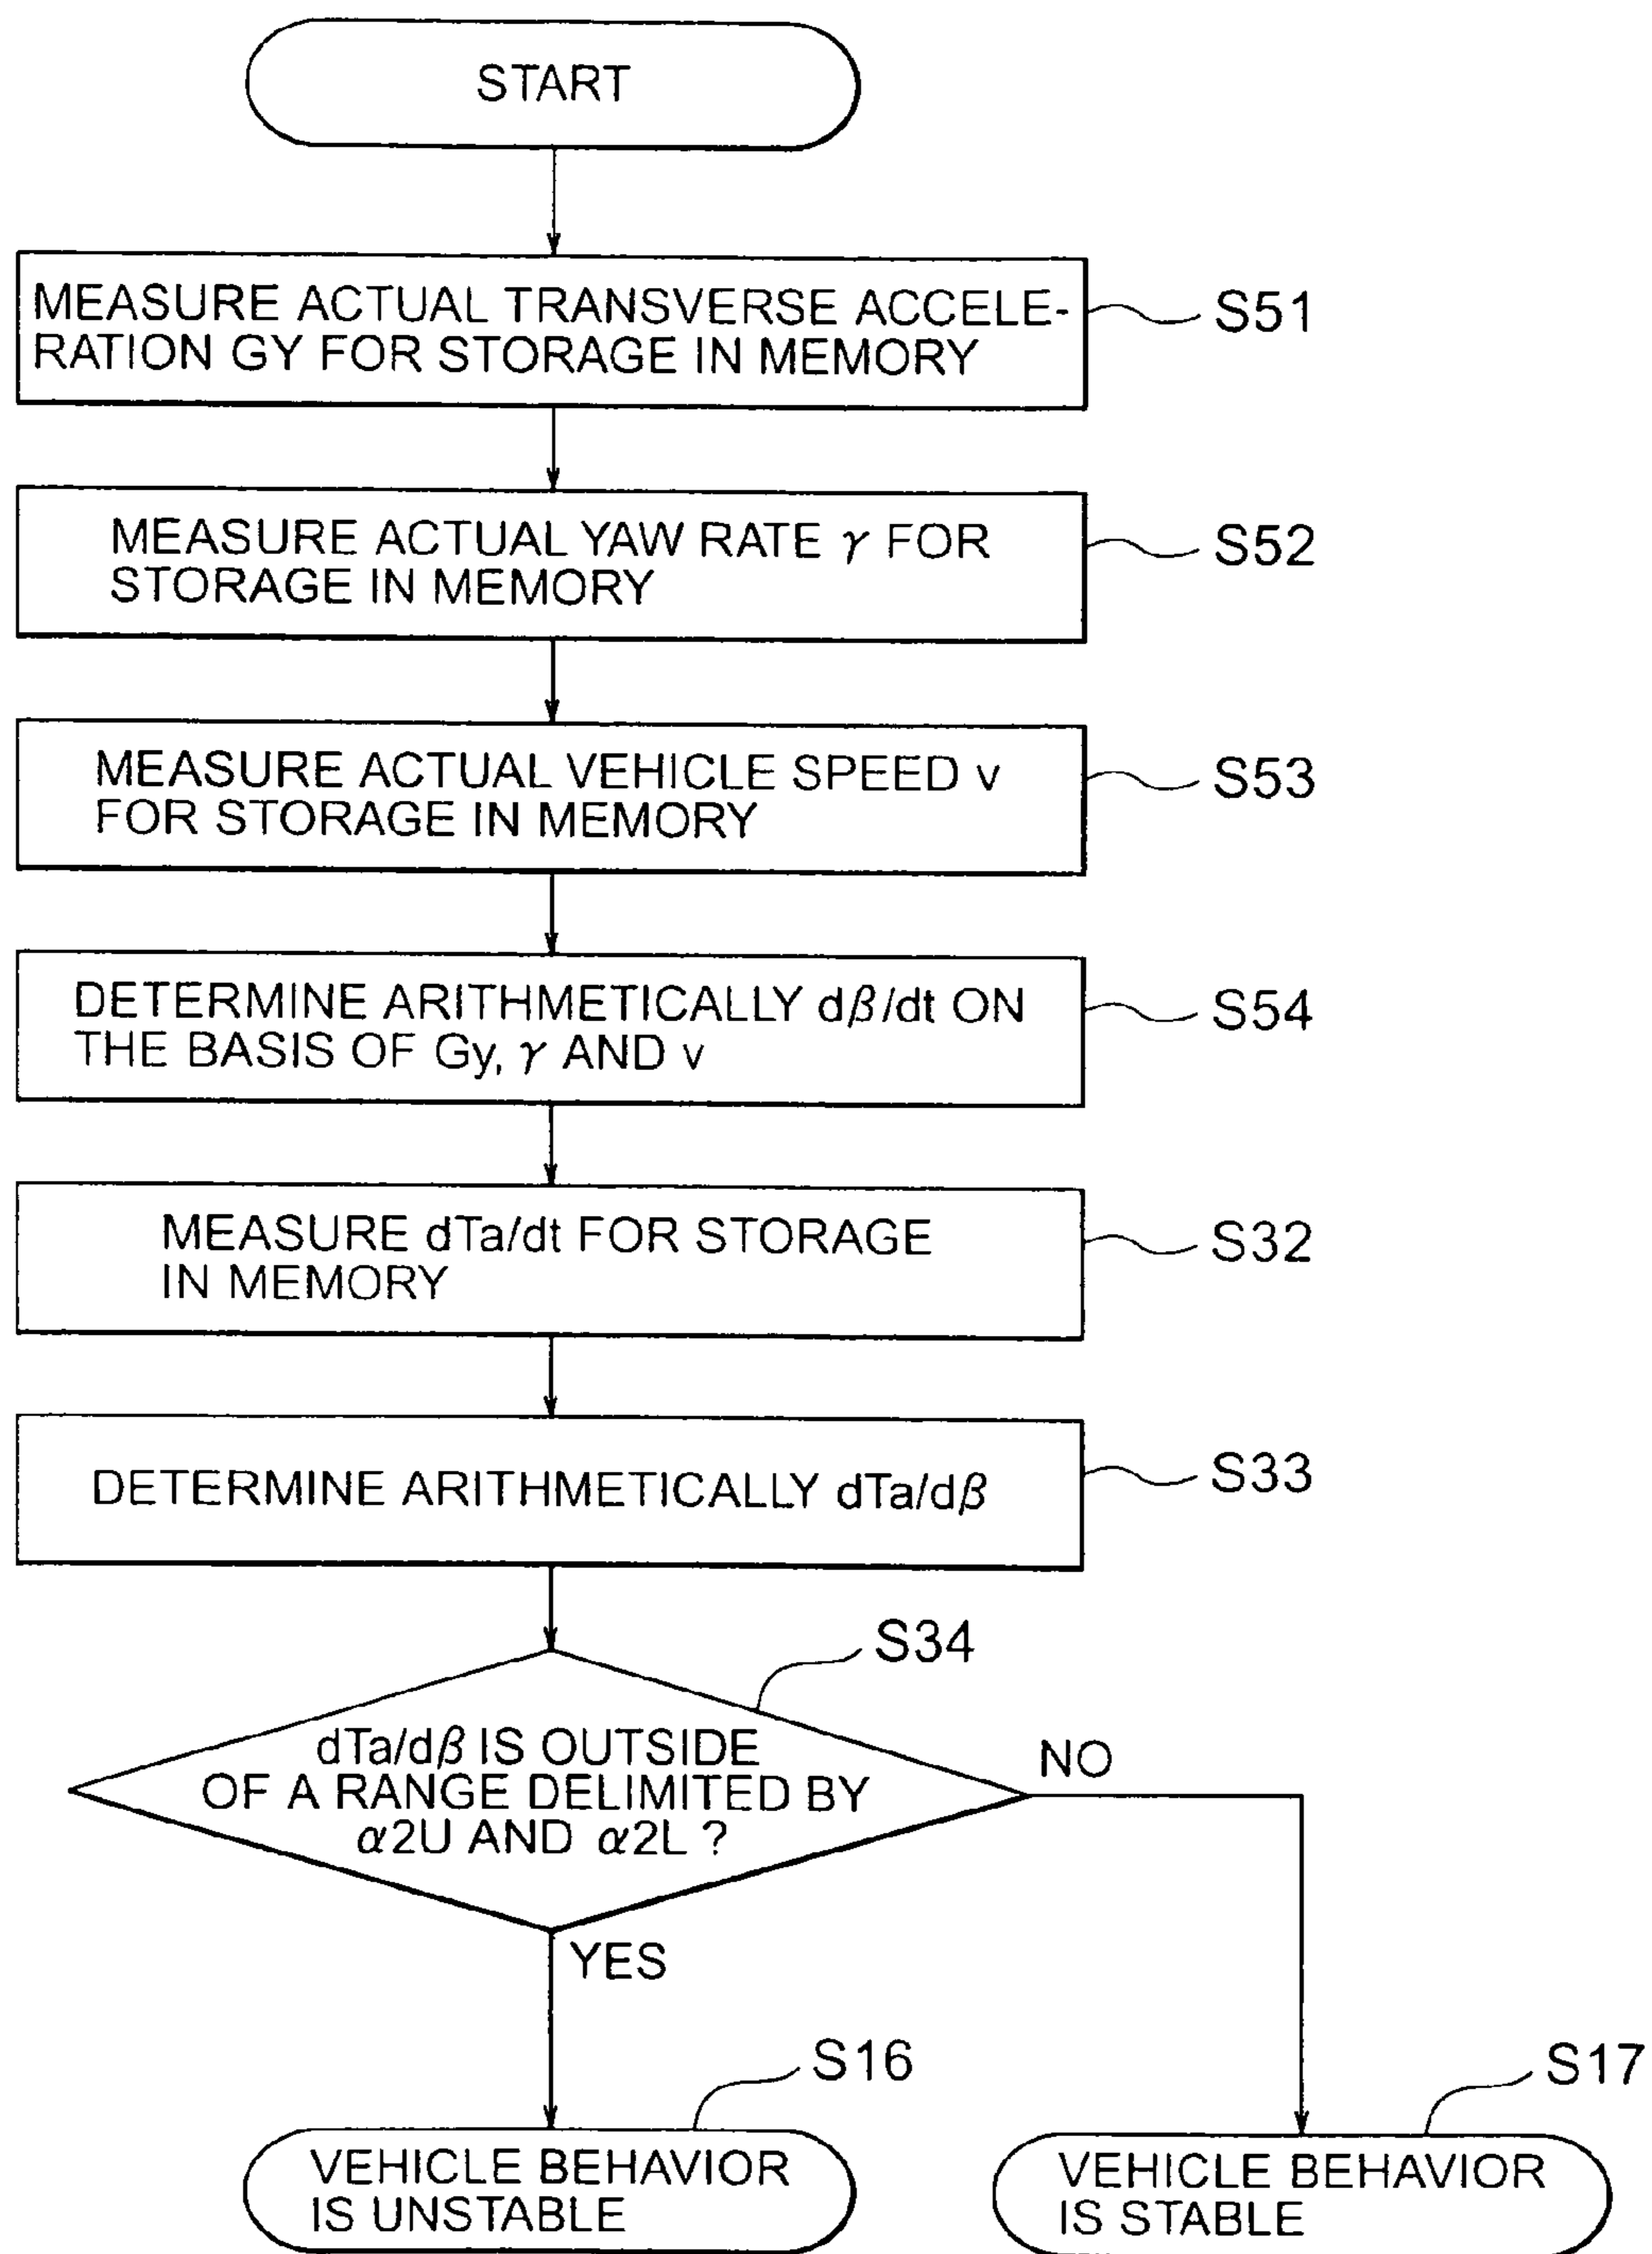 START
MEASURE ACTUAL TRANSVERSE ACCELE-
RATION GY FOR STORAGE IN MEMORY
S51
MEASURE ACTUAL YAW RATE γ FOR
STORAGE IN MEMORY
S52
MEASURE ACTUAL VEHICLE SPEED v
FOR STORAGE IN MEMORY
S53
DETERMINE ARITHMETICALLY dβ/dt ON
THE BASIS OF Gy, γ AND v
S54
MEASURE dTa/dt FOR STORAGE
IN MEMORY
S32
DETERMINE ARITHMETICALLY dTa/dβ
S33
S34
dTa/dβ IS OUTSIDE
OF A RANGE DELIMITED BY
α2U AND α2L ?
NO
YES
S16
VEHICLE BEHAVIOR
IS UNSTABLE
S17
VEHICLE BEHAVIOR
IS STABLE